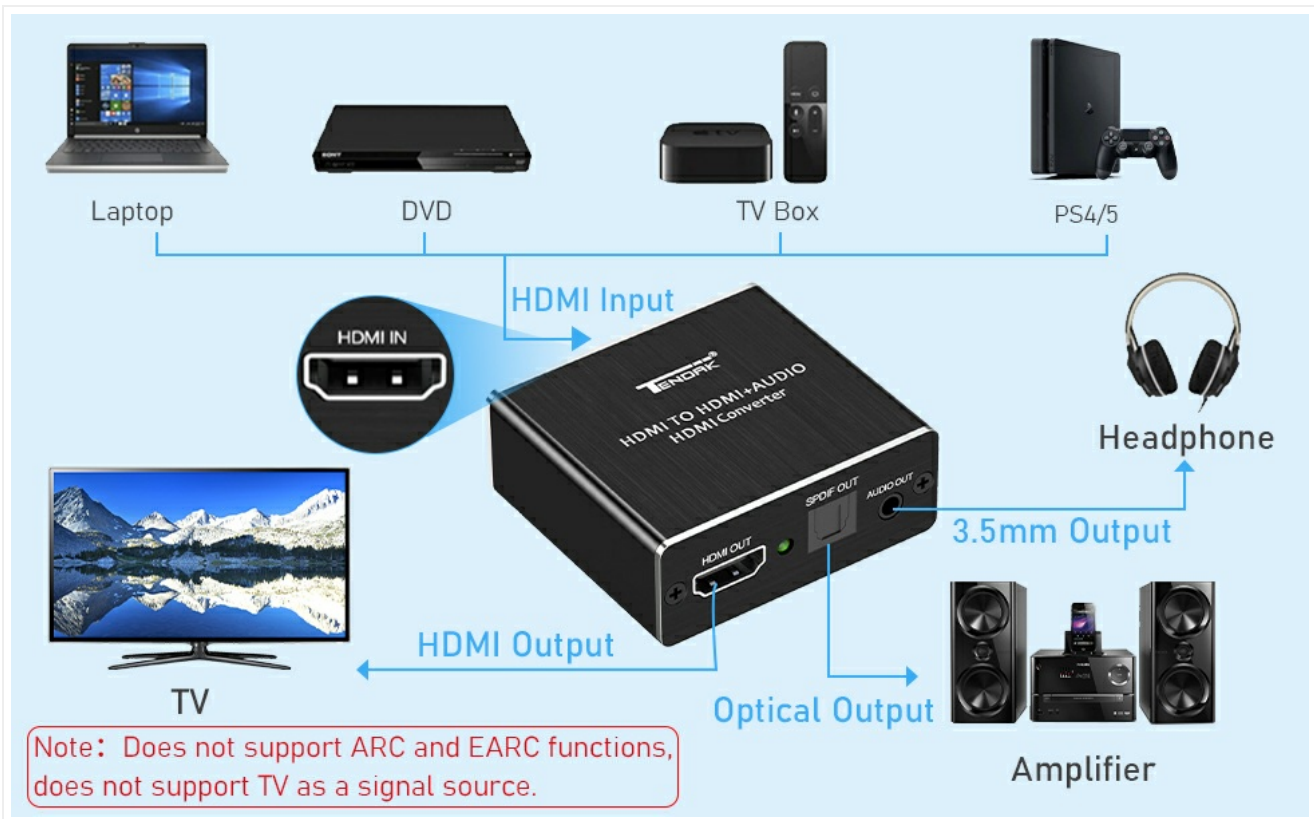 Laptop
DVD
TV Box
PS4/5
SONY
tv
HDMI Input
HDMI IN
TENDAK®
HDMI TO HDMI+AUDIO
HDMI Converter
SPDIF OUT
AUDIO OUT
HDMI OUT
Headphone
3.5mm Output
HDMI Output
TV
Optical Output
Amplifier
Note: Does not support ARC and EARC functions,
does not support TV as a signal source.